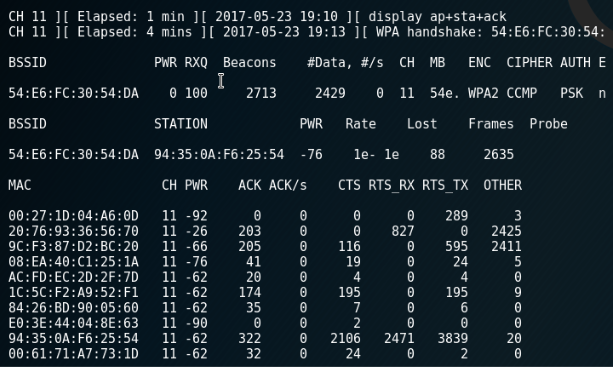 CH 11 ][ Elapsed: 1 min ][ 2017-05-23 19:10 ][ display ap+sta+ack
CH 11 ][ Elapsed: 4 mins ][ 2017-05-23 19:13 ][ WPA handshake: 54:E6:FC:30:54:
BSSID PWR RXQ Beacons #Data, #/s CH MB ENC CIPHER AUTH E
54:E6:FC:30:54:DA 0 100 2713 2429 0 11 54e. WPA2 CCMP PSK n
BSSID STATION PWR Rate Lost Frames Probe
54:E6:FC:30:54:DA 94:35:0A:F6:25:54 -76 1e- 1e 88 2635
MAC CH PWR ACK ACK/s CTS RTS_RX RTS_TX OTHER
00:27:1D:04:A6:0D 11 -92 0 0 0 0 289 3
20:76:93:36:56:70 11 -26 203 0 0 827 0 2425
9C:F3:87:D2:BC:20 11 -66 205 0 116 0 595 2411
08:EA:40:C1:25:1A 11 -76 41 0 19 0 24 5
AC:FD:EC:2D:2F:7D 11 -62 20 0 4 0 4 0
1C:5C:F2:A9:52:F1 11 -62 174 0 195 0 195 9
84:26:BD:90:05:60 11 -62 35 0 7 0 6 0
E0:3E:44:04:8E:63 11 -90 0 0 2 0 0 0
94:35:0A:F6:25:54 11 -62 322 0 2106 2471 3839 20
00:61:71:A7:73:1D 11 -62 32 0 24 0 2 0